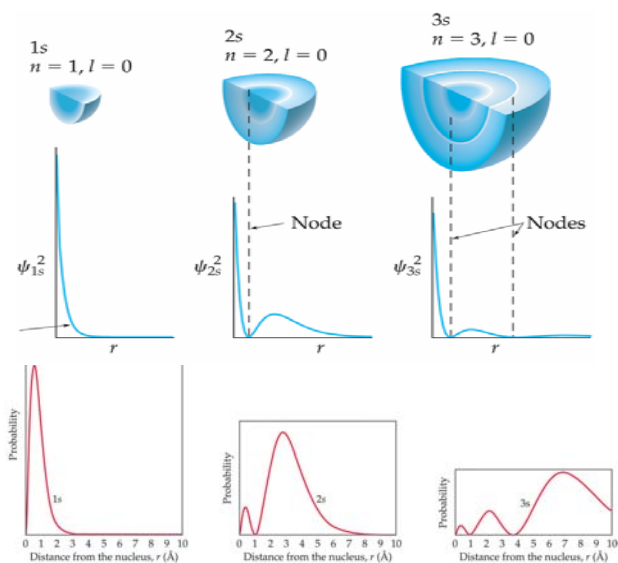 1s
n = 1, l = 0
2s
n = 2, l = 0
3s
n = 3, l = 0
Node
Nodes
ψ1s²
ψ2s²
ψ3s²
r
r
r
Probability
1s
0 1 2 3 4 5 6 7 8 9 10
Distance from the nucleus, r (Å)
Probability
2s
0 1 2 3 4 5 6 7 8 9 10
Distance from the nucleus, r (Å)
Probability
3s
0 1 2 3 4 5 6 7 8 9 10
Distance from the nucleus, r (Å)